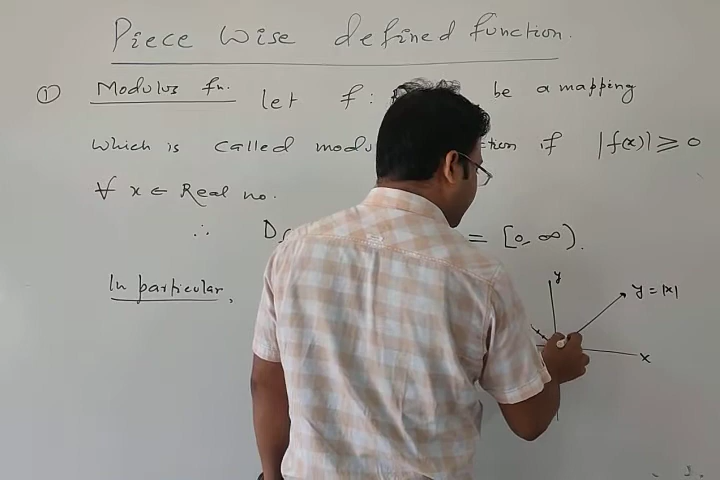 Piece wise defined function.
① Modulus fn. let f: be a mapping
which is called modu ction if |f(x)| ≥ 0
∀ x ∈ Real no.
∴ D = [0, ∞).
In particular,
y
y = |x|
x